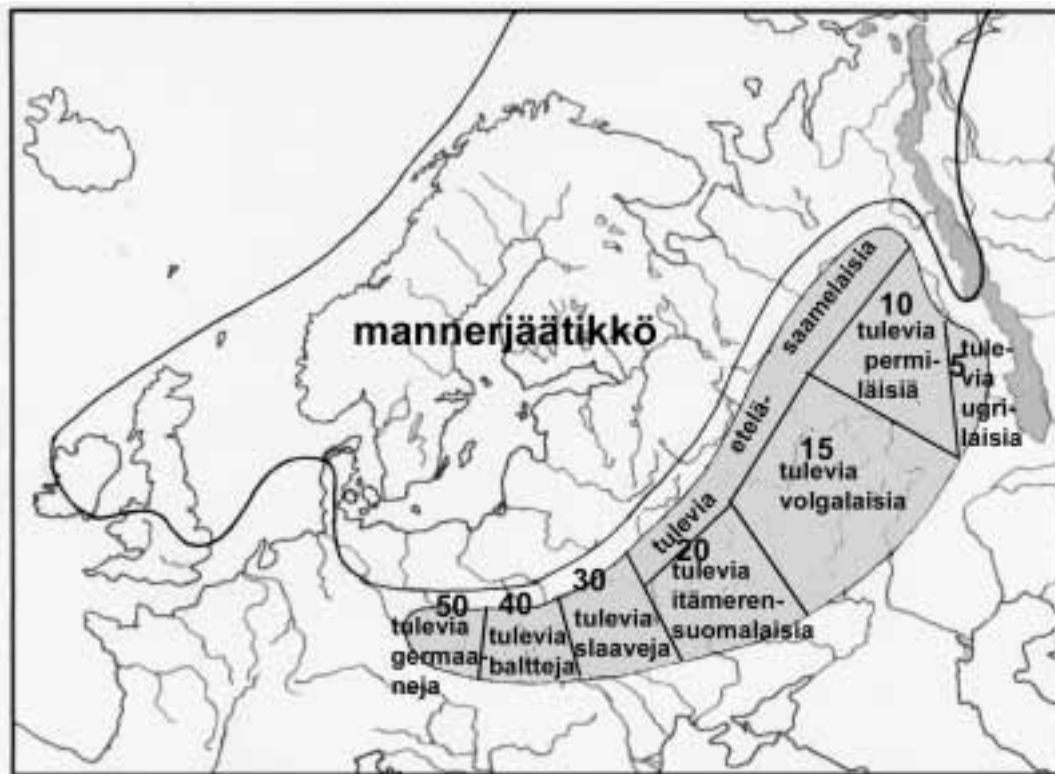 mannerjäätikkö
saamelaisia
etelä-
tulevia
10
tulevia
permi-
läisiä
5
tule-
via
ugri-
laisia
15
tulevia
volgalaisia
20
tulevia
itämeren-
suomalaisia
30
tulevia
slaaveja
40
tulevia
baltteja
50
tulevia
germaa-
neja